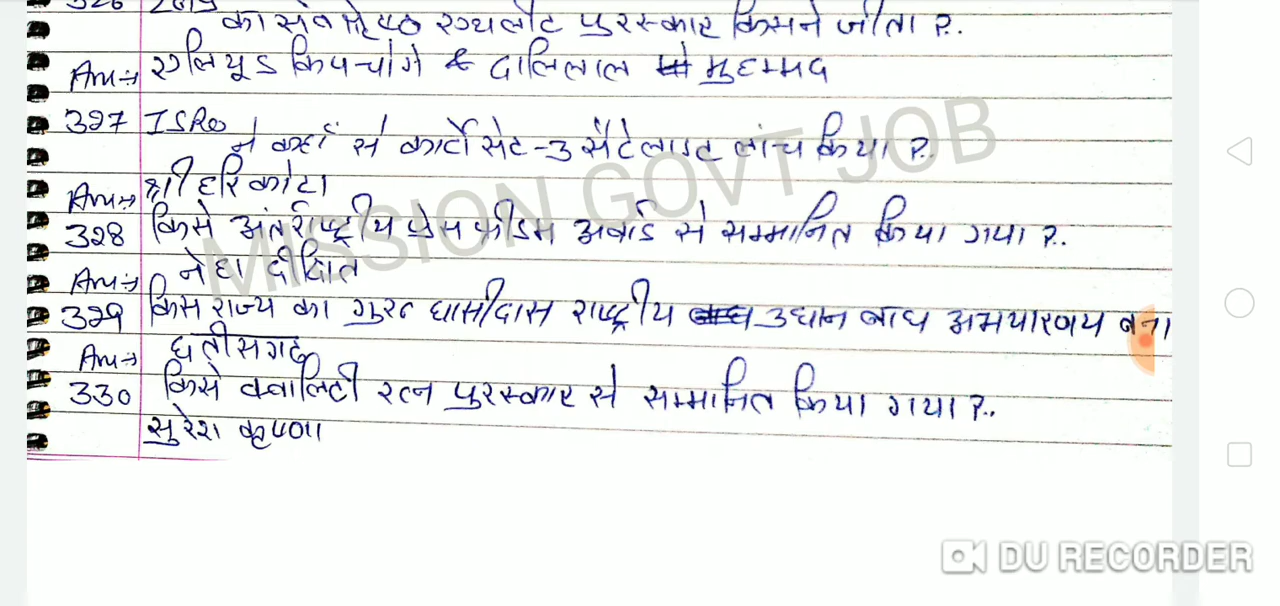 का सर्वश्रेष्ठ एथलीट पुरस्कार किसने जीता ?.
Ans→ एलियूड किपचोगे & दालिलाल मुहम्मद
327 ISRO ने कहाँ से कार्टोसेट-3 सैटेलाइट लांच किया ?.
Ans→ श्री हरिकोटा
328 किसे अंतर्राष्ट्रीय प्रेस फ्रीडम अवार्ड से सम्मानित किया गया ?.
Ans→ नेहा दीक्षित
329 किस राज्य का गुरु घासीदास राष्ट्रीय उधान बाघ अभयारण्य बना
Ans→ छत्तीसगढ़
330 किसे क्वालिटी रत्न पुरस्कार से सम्मानित किया गया ?..
सुरेश कृष्णा
MISSION GOVT JOB
DU RECORDER